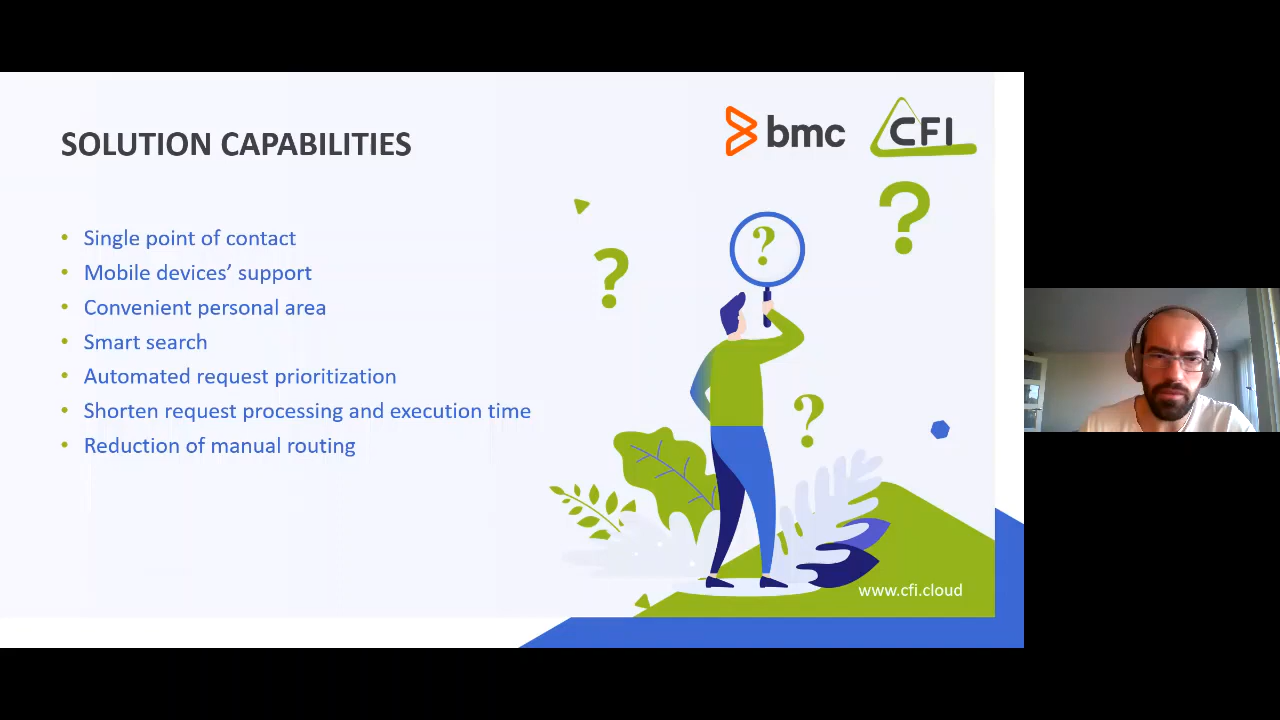 SOLUTION CAPABILITIES
bmc
CFI
• Single point of contact
• Mobile devices’ support
• Convenient personal area
• Smart search
• Automated request prioritization
• Shorten request processing and execution time
• Reduction of manual routing
?
?
?
?
www.cfi.cloud